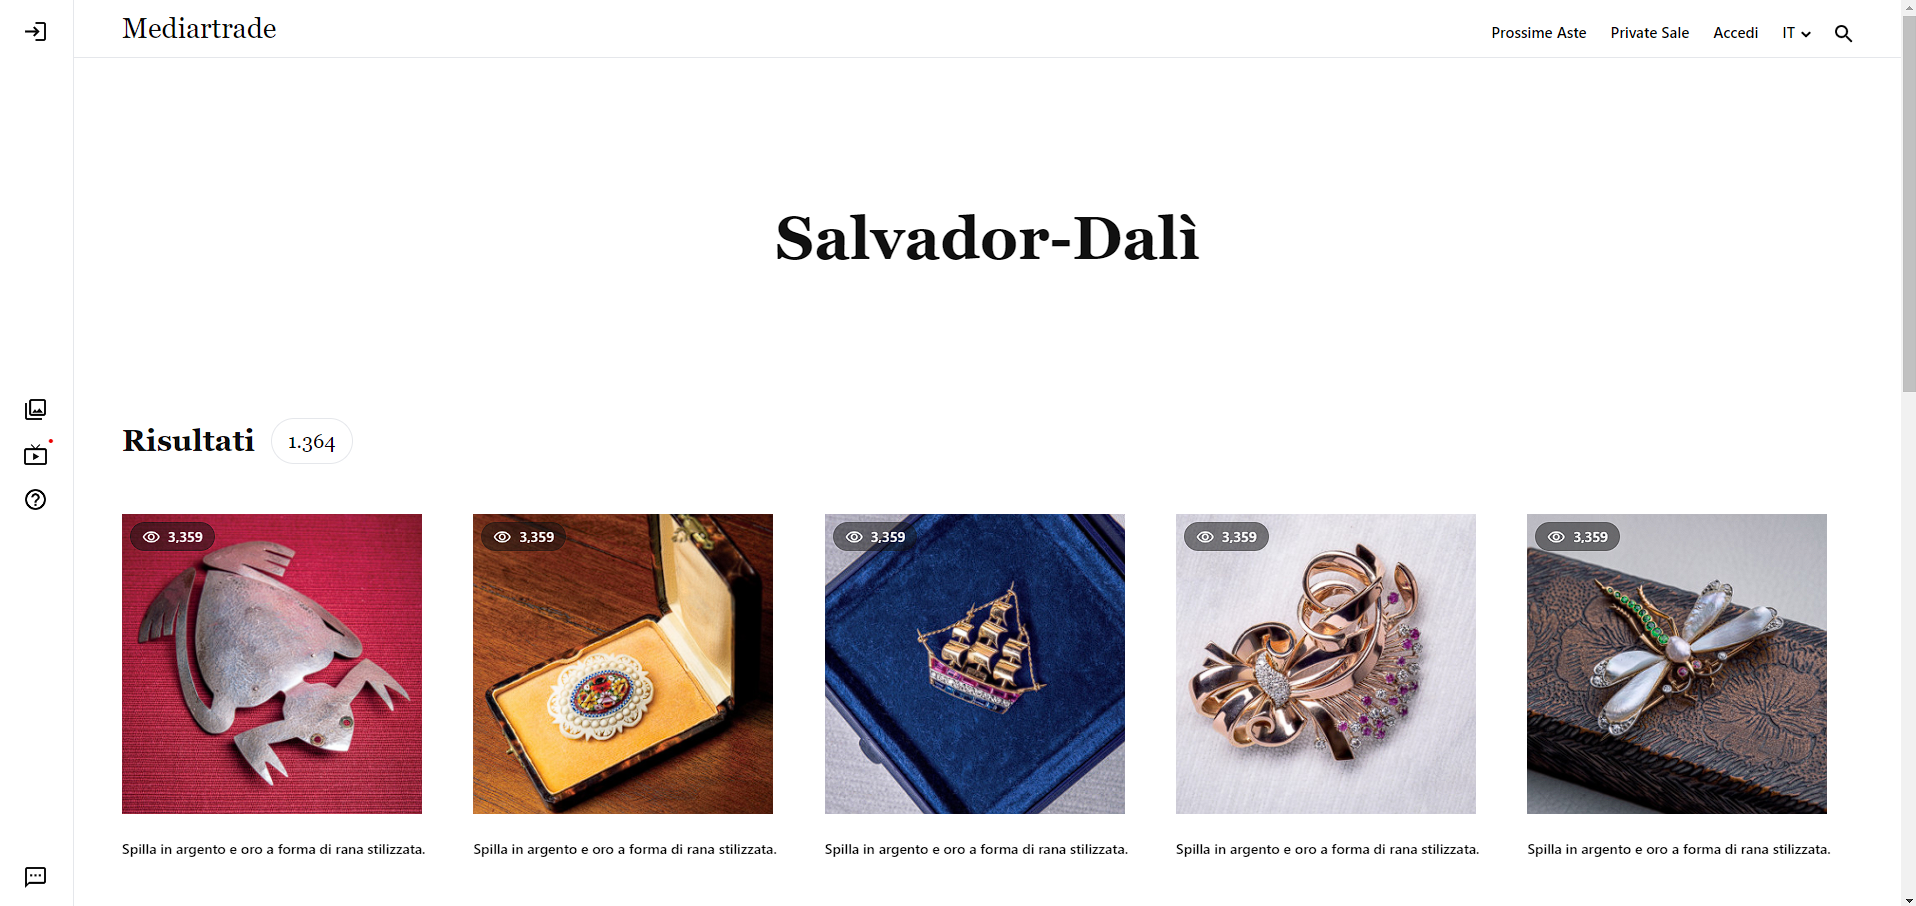 Mediartrade
Prossime Aste
Private Sale
Accedi
IT
Salvador-Dalì
Risultati
1.364
3,359
3,359
3,359
3,359
3,359
Spilla in argento e oro a forma di rana stilizzata.
Spilla in argento e oro a forma di rana stilizzata.
Spilla in argento e oro a forma di rana stilizzata.
Spilla in argento e oro a forma di rana stilizzata.
Spilla in argento e oro a forma di rana stilizzata.